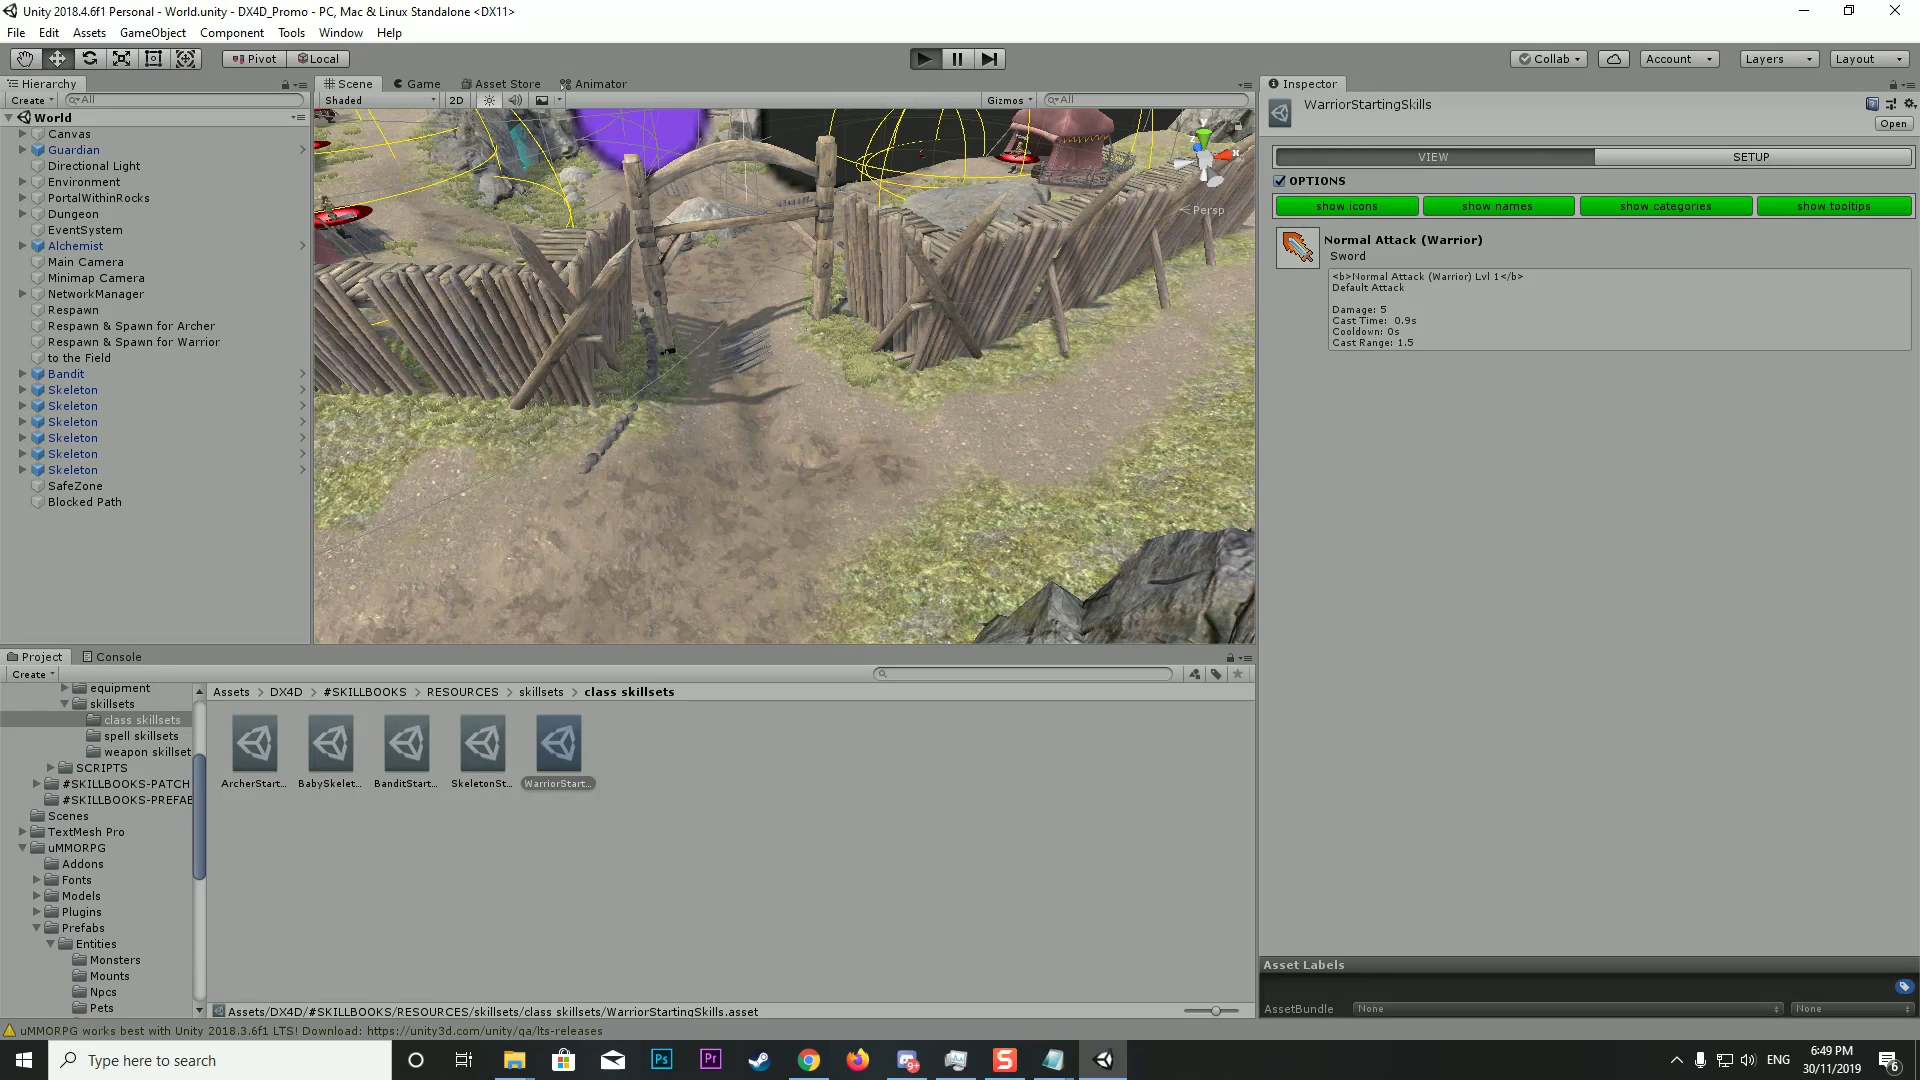 Unity 2018.4.6f1 Personal - World.unity - DX4D_Promo - PC, Mac & Linux Standalone <DX11>
File Edit Assets GameObject Component Tools Window Help
Pivot Local Collab Account Layers Layout
Hierarchy
Create All
World
Canvas
Guardian
Directional Light
Environment
PortalWithinRocks
Dungeon
EventSystem
Alchemist
Main Camera
Minimap Camera
NetworkManager
Respawn
Respawn & Spawn for Archer
Respawn & Spawn for Warrior
to the Field
Bandit
Skeleton
Skeleton
Skeleton
Skeleton
Skeleton
Skeleton
SafeZone
Blocked Path
Scene Game Asset Store Animator
Shaded 2D Gizmos All
y
x
Persp
Inspector
WarriorStartingSkills
Open
VIEW SETUP
OPTIONS
show icons show names show categories show tooltips
Normal Attack (Warrior)
Sword
<b>Normal Attack (Warrior) Lvl 1</b>
Default Attack
Damage: 5
Cast Time: 0.9s
Cooldown: 0s
Cast Range: 1.5
Asset Labels
AssetBundle None None
Project Console
Create
equipment
skillsets
class skillsets
spell skillsets
weapon skillset
SCRIPTS
#SKILLBOOKS-PATCH
#SKILLBOOKS-PREFAB
Scenes
TextMesh Pro
uMMORPG
Addons
Fonts
Models
Plugins
Prefabs
Entities
Monsters
Mounts
Npcs
Pets
Assets > DX4D > #SKILLBOOKS > RESOURCES > skillsets > class skillsets
ArcherStart... BabySkelet... BanditStart... SkeletonSt... WarriorStart...
Assets/DX4D/#SKILLBOOKS/RESOURCES/skillsets/class skillsets/WarriorStartingSkills.asset
uMMORPG works best with Unity 2018.3.6f1 LTS! Download: https://unity3d.com/unity/qa/lts-releases
Type here to search
Ps
Pr
9+
S
ENG
6:49 PM
30/11/2019
6